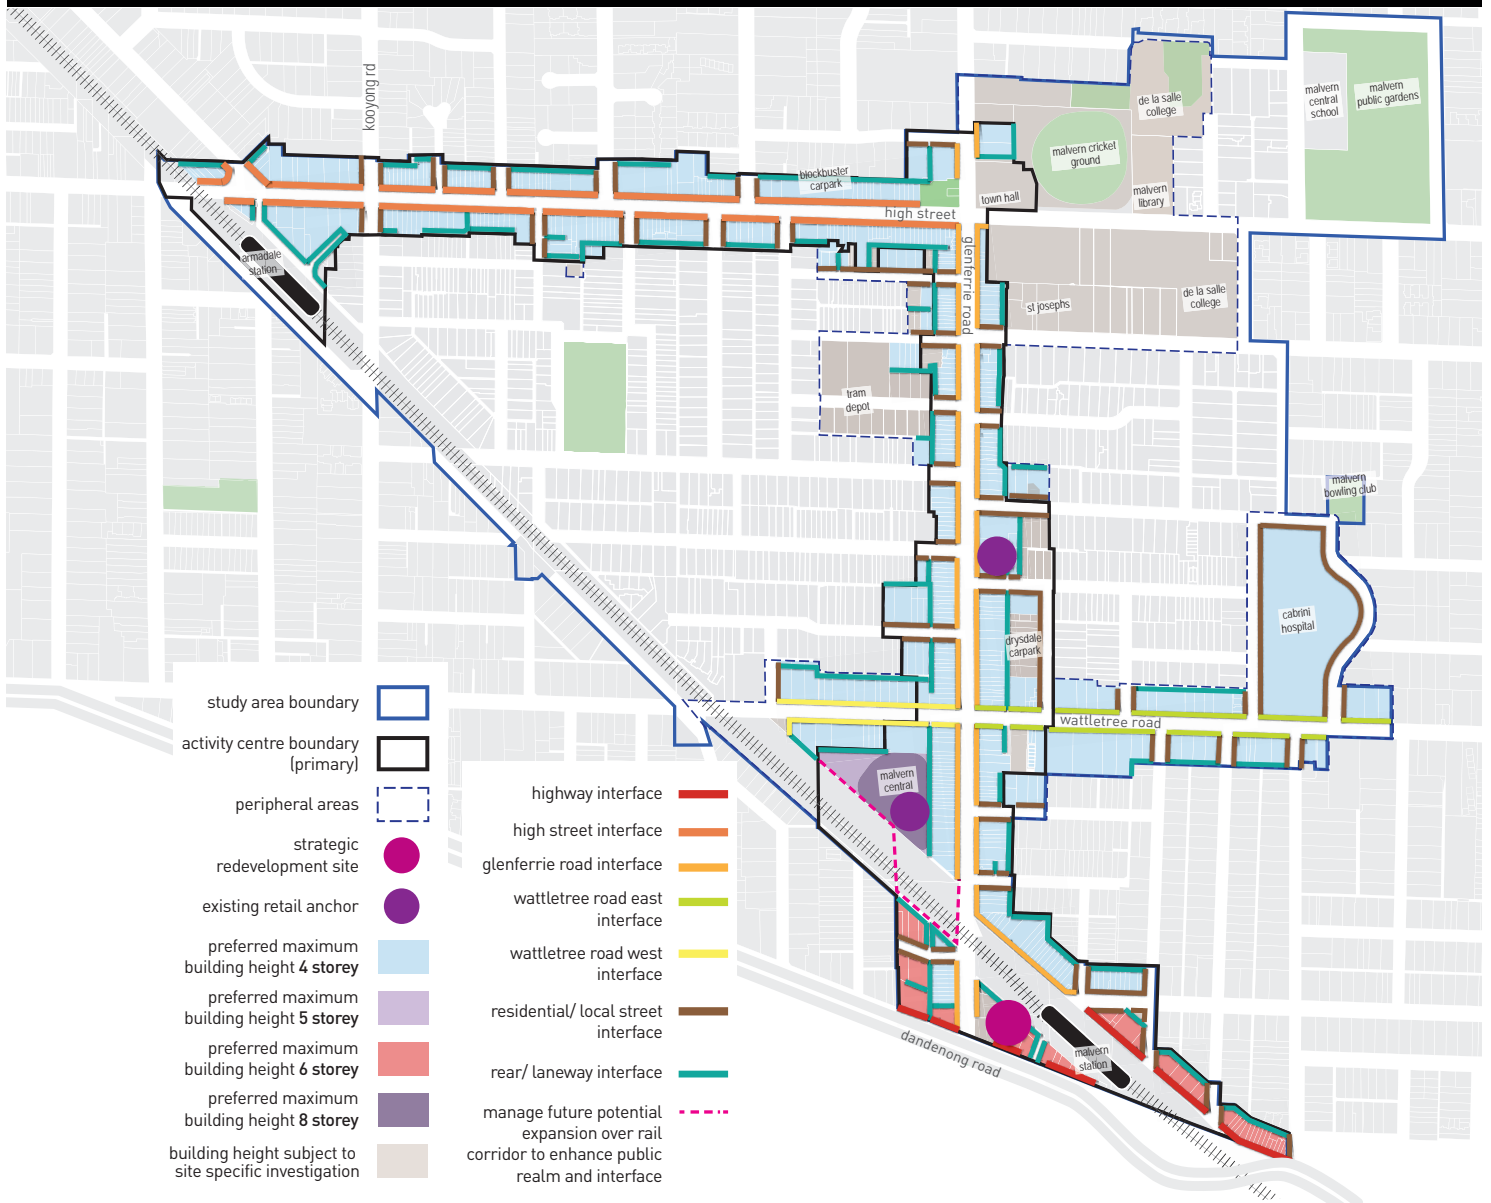 kooyong rd
de la salle
college
malvern
central
school
malvern
public gardens
malvern cricket
ground
blockbuster
carpark
town hall
malvern
library
high street
armadale
station
glenferrie road
st josephs
de la salle
college
tram
depot
malvern
bowling club
cabrini
hospital
drysdale
carpark
wattletree road
malvern
central
dandenong road
malvern
station
study area boundary
activity centre boundary
(primary)
peripheral areas
strategic
redevelopment site
existing retail anchor
preferred maximum
building height 4 storey
preferred maximum
building height 5 storey
preferred maximum
building height 6 storey
preferred maximum
building height 8 storey
building height subject to
site specific investigation
highway interface
high street interface
glenferrie road interface
wattletree road east
interface
wattletree road west
interface
residential/ local street
interface
rear/ laneway interface
manage future potential
expansion over rail
corridor to enhance public
realm and interface